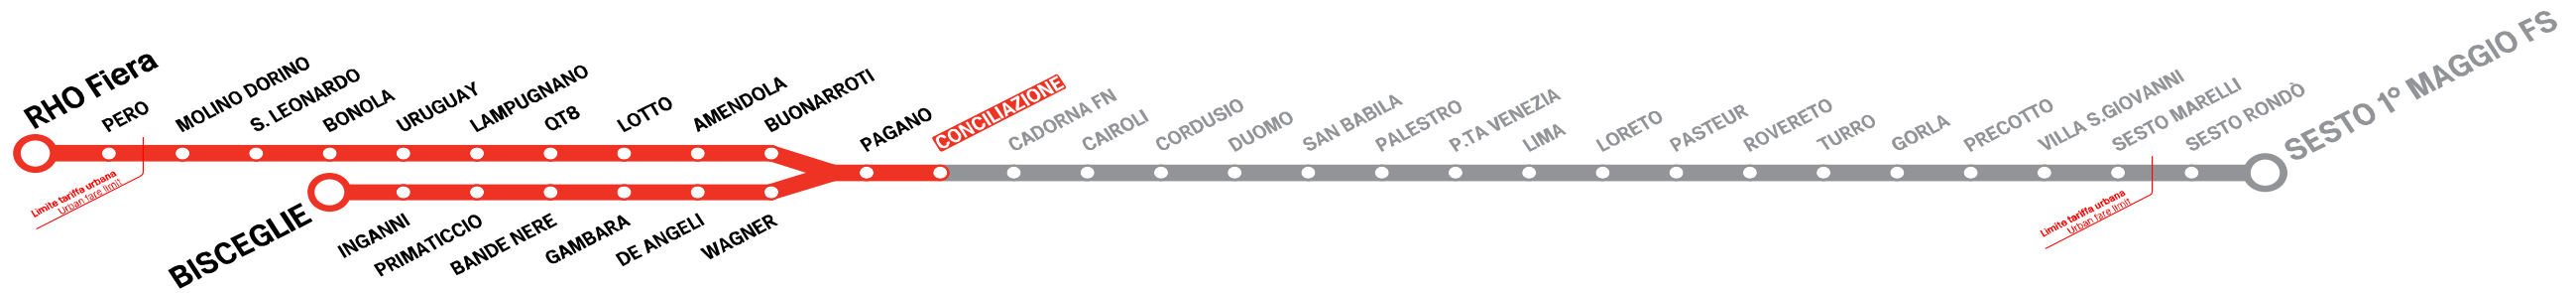 RHO Fiera
PERO
MOLINO DORINO
S. LEONARDO
BONOLA
URUGUAY
LAMPUGNANO
QT8
LOTTO
AMENDOLA
BUONARROTI
PAGANO
CONCILIAZIONE
CADORNA FN
CAIROLI
CORDUSIO
DUOMO
SAN BABILA
PALESTRO
P.TA VENEZIA
LIMA
LORETO
PASTEUR
ROVERETO
TURRO
GORLA
PRECOTTO
VILLA S.GIOVANNI
SESTO MARELLI
SESTO RONDÒ
SESTO 1° MAGGIO FS
Limite tariffa urbana
Urban fare limit
BISCEGLIE
INGANNI
PRIMATICCIO
BANDE NERE
GAMBARA
DE ANGELI
WAGNER
Limite tariffa urbana
Urban fare limit